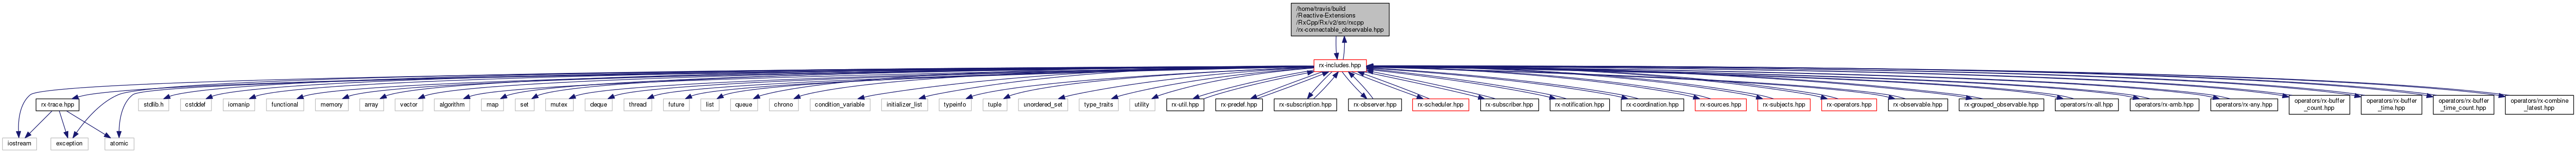 /home/travis/build
/Reactive-Extensions
/RxCpp/Rx/v2/src/rxcpp
/rx-connectable_observable.hpp
rx-includes.hpp
rx-trace.hpp
stdlib.h
cstddef
iomanip
functional
memory
array
vector
algorithm
map
set
mutex
deque
thread
future
list
queue
chrono
condition_variable
initializer_list
typeinfo
tuple
unordered_set
type_traits
utility
rx-util.hpp
rx-predef.hpp
rx-subscription.hpp
rx-observer.hpp
rx-scheduler.hpp
rx-subscriber.hpp
rx-notification.hpp
rx-coordination.hpp
rx-sources.hpp
rx-subjects.hpp
rx-operators.hpp
rx-observable.hpp
rx-grouped_observable.hpp
operators/rx-all.hpp
operators/rx-amb.hpp
operators/rx-any.hpp
operators/rx-buffer
_count.hpp
operators/rx-buffer
_time.hpp
operators/rx-buffer
_time_count.hpp
operators/rx-combine
_latest.hpp
iostream
exception
atomic